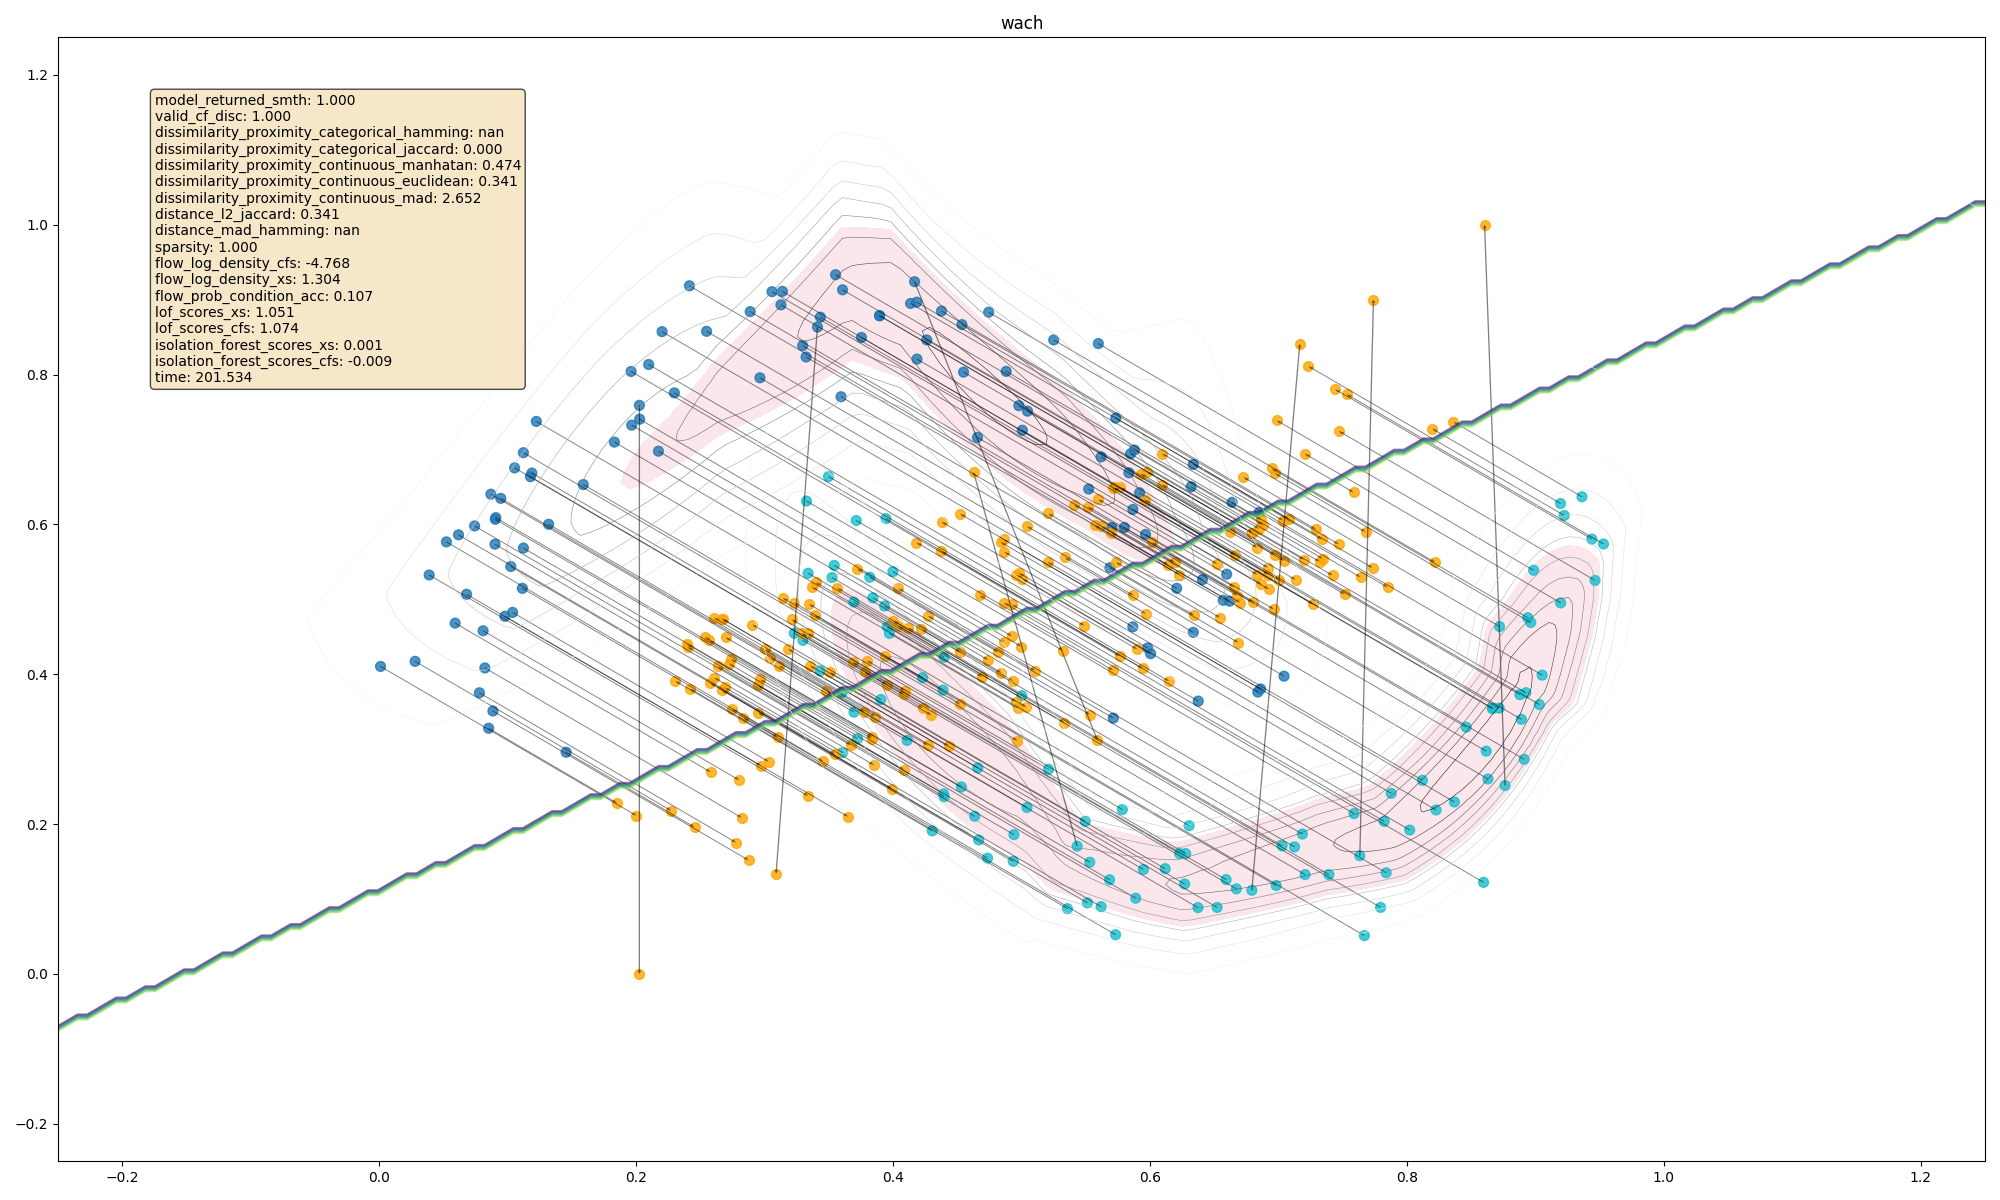 wach
1.2
1.0
0.8
0.6
0.4
0.2
0.0
−0.2
model_returned_smth: 1.000
valid_cf_disc: 1.000
dissimilarity_proximity_categorical_hamming: nan
dissimilarity_proximity_categorical_jaccard: 0.000
dissimilarity_proximity_continuous_manhatan: 0.474
dissimilarity_proximity_continuous_euclidean: 0.341
dissimilarity_proximity_continuous_mad: 2.652
distance_l2_jaccard: 0.341
distance_mad_hamming: nan
sparsity: 1.000
flow_log_density_cfs: -4.768
flow_log_density_xs: 1.304
flow_prob_condition_acc: 0.107
lof_scores_xs: 1.051
lof_scores_cfs: 1.074
isolation_forest_scores_xs: 0.001
isolation_forest_scores_cfs: -0.009
time: 201.534
−0.2 0.0 0.2 0.4 0.6 0.8 1.0 1.2